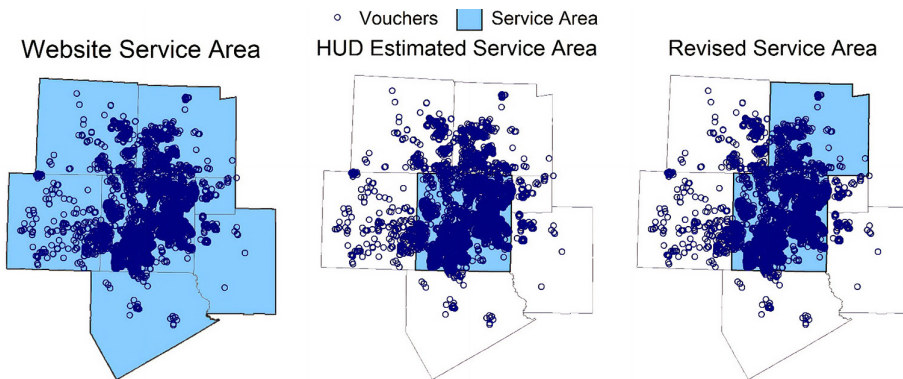 Vouchers
Service Area
Website Service Area
HUD Estimated Service Area
Revised Service Area